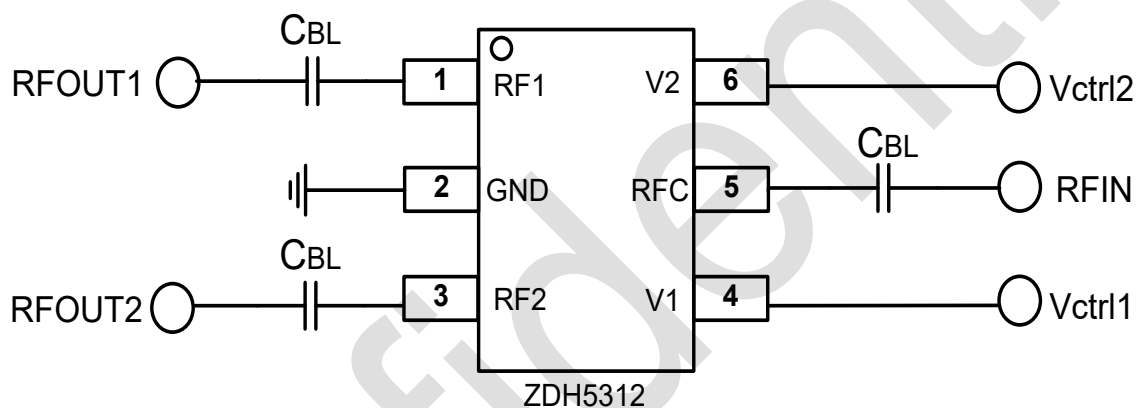 CBL
RFOUT1
1
RF1
V2
6
Vctrl2
2
GND
RFC
5
CBL
RFIN
CBL
RFOUT2
3
RF2
V1
4
Vctrl1
ZDH5312
fident